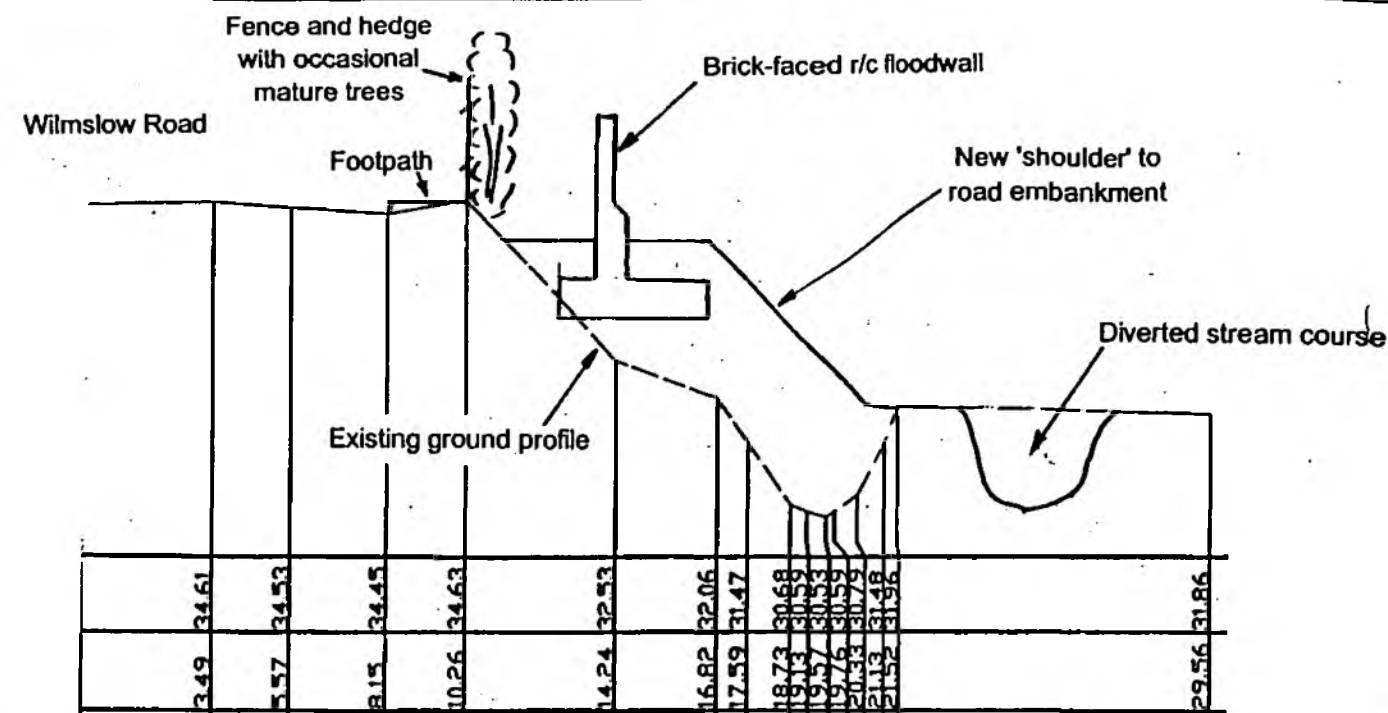 Fence and hedge
with occasional
mature trees
Brick-faced r/c floodwall
Wilmslow Road
Footpath
New 'shoulder' to
road embankment
Diverted stream course
Existing ground profile
34.61 34.53 34.45 34.63 32.53 32.06 31.47 30.68 30.59 30.53 30.59 30.79 31.48 31.96 31.86
3.49 5.57 8.15 10.26 14.24 16.82 17.59 18.73 19.13 19.57 19.76 20.33 21.13 21.52 29.56